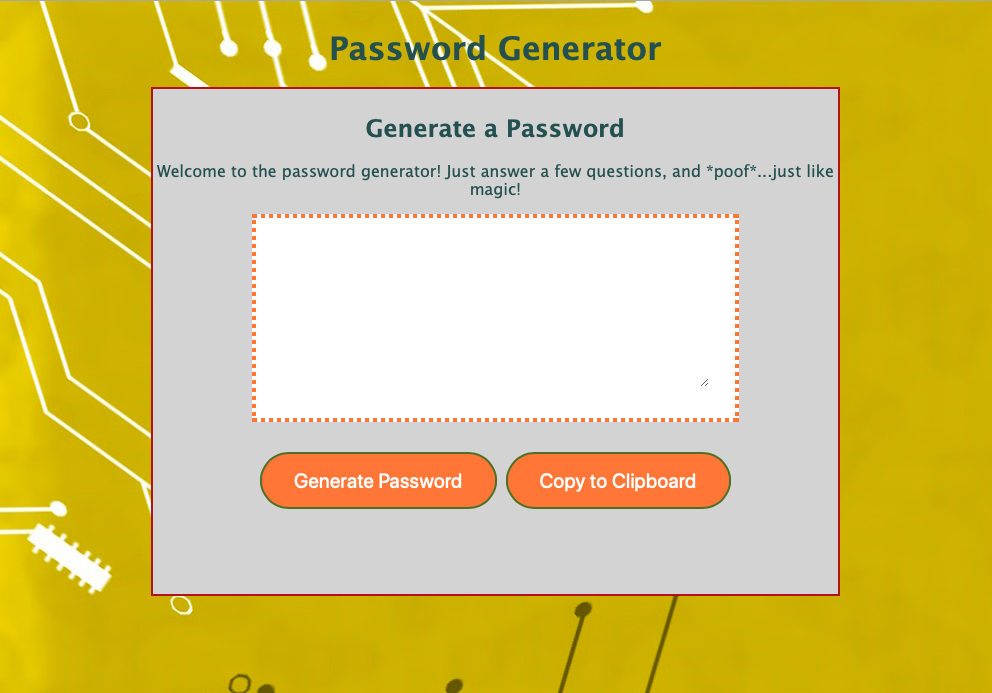 Password Generator
Generate a Password
Welcome to the password generator! Just answer a few questions, and *poof*...just like
magic!
Generate Password
Copy to Clipboard